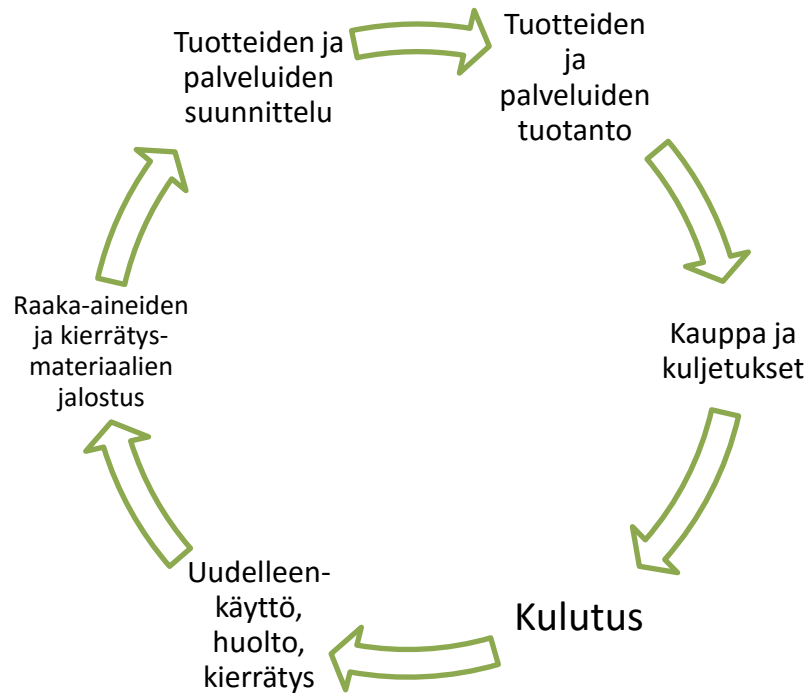 Tuotteiden ja
palveluiden
suunnittelu
Tuotteiden
ja
palveluiden
tuotanto
Kauppa ja
kuljetukset
Kulutus
Uudelleen-
käyttö,
huolto,
kierrätys
Raaka-aineiden
ja kierrätys-
materiaalien
jalostus